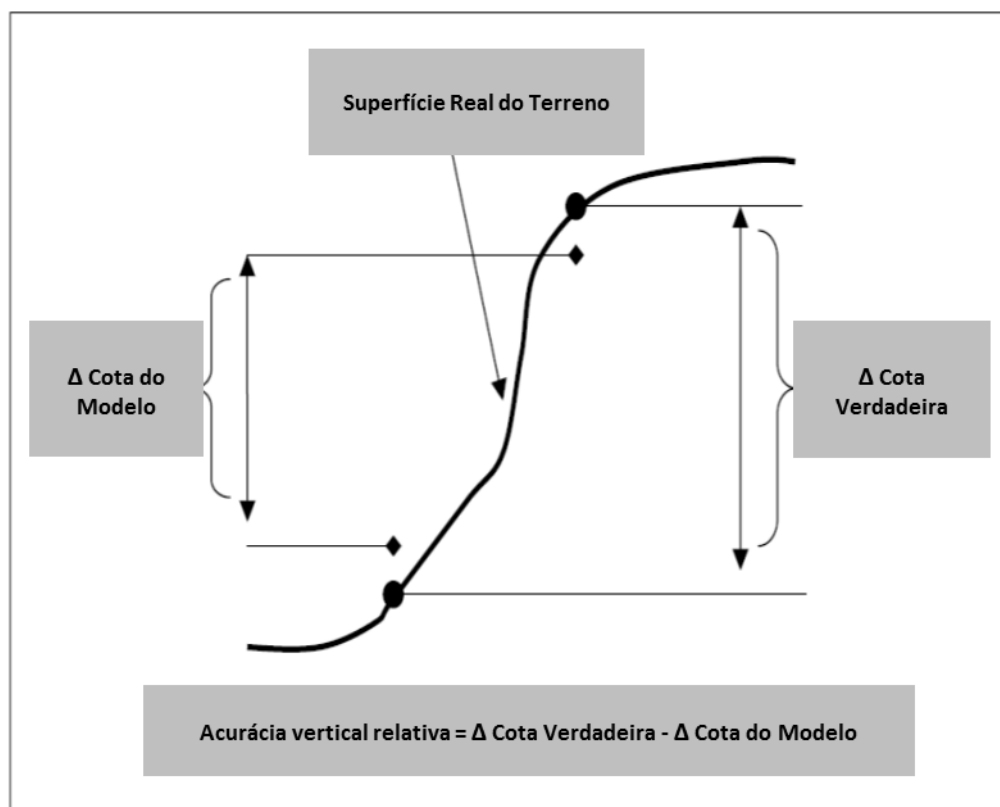 Superfície Real do Terreno
Δ Cota do
Modelo
Δ Cota
Verdadeira
Acurácia vertical relativa = Δ Cota Verdadeira - Δ Cota do Modelo